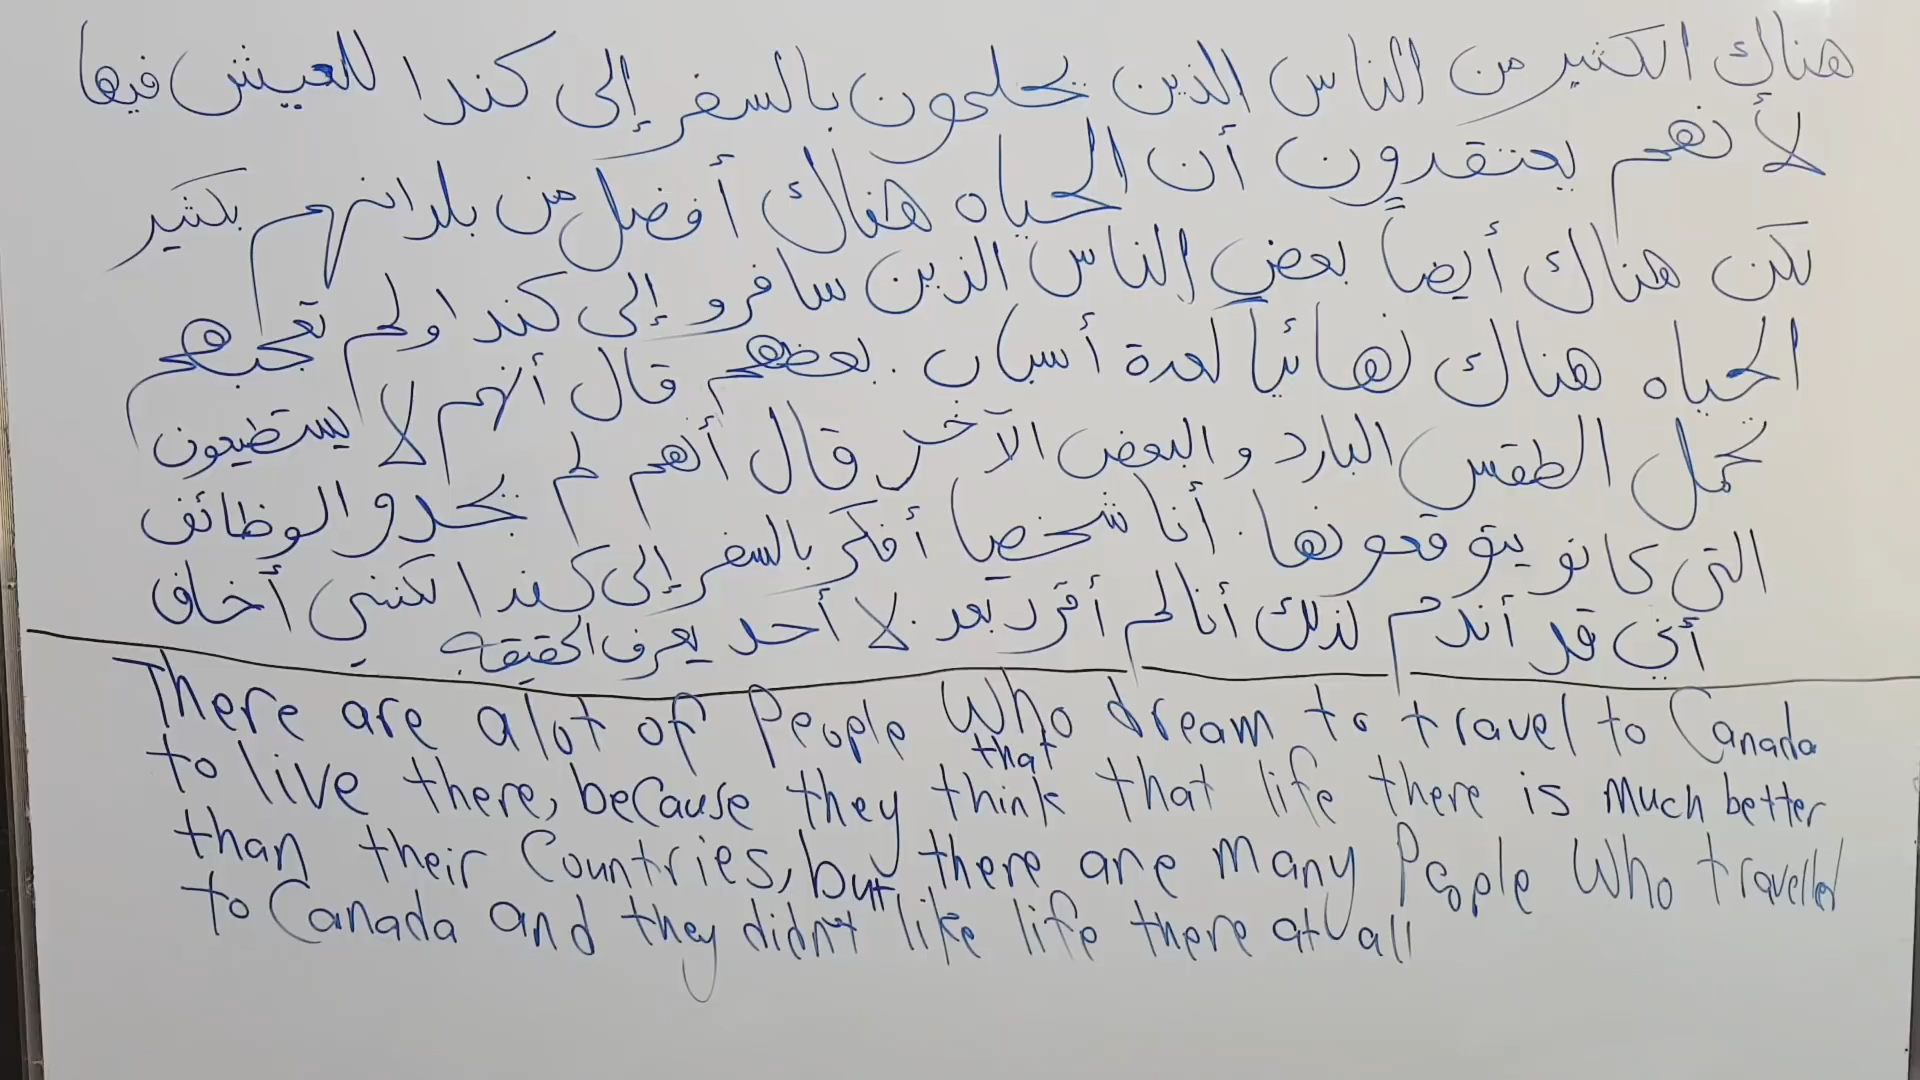 هناك الكثير من الناس الذين يحلمون بالسفر إلى كندا للعيش فيها
لأنهم يعتقدون أن الحياه هناك أفضل من بلدانهم بكثير
لكن هناك أيضاً بعض الناس الذين سافرو إلى كندا ولم تعجبهم
الحياه هناك نهائياً لعدة أسباب. بعضهم قال أنهم لا يستطيعون
تحمل الطقس البارد والبعض الآخر قال أنهم لم يجدو الوظائف
التي كانو يتوقعونها. أنا شخصياً أفكر بالسفر إلى كندا لكنني أخاف
أني قد أندم لذلك أنا لم أقرر بعد. لا أحد يعرف الحقيقه
There are a lot of People Who dream to travel to Canada
to live there, because they think that life there is much better
that
than their Countries, but there are many People Who travelled
to Canada and they didn't like life there at all